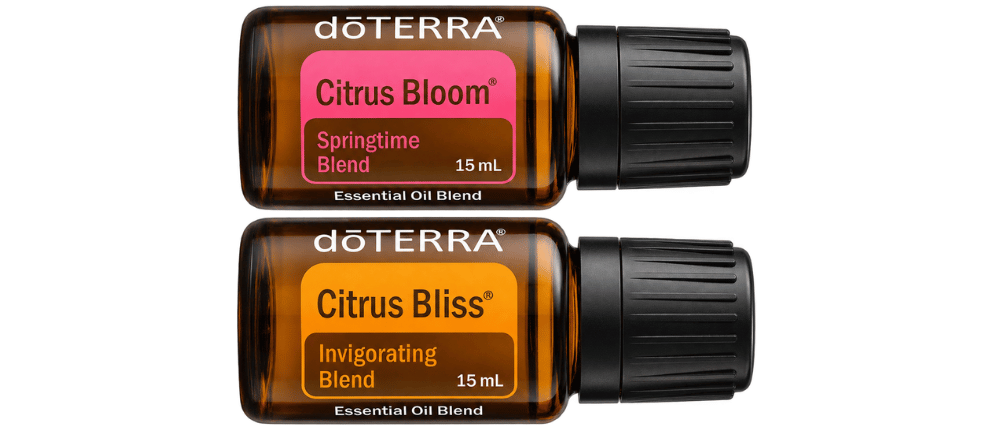 dōTERRA®
Citrus Bloom®
Springtime
Blend
15 mL
Essential Oil Blend
dōTERRA®
Citrus Bliss®
Invigorating
Blend
15 mL
Essential Oil Blend